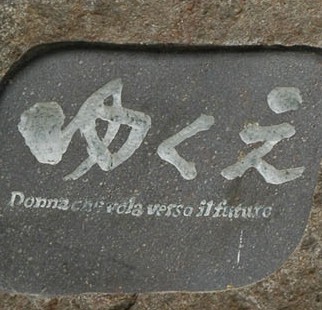 ゆくえ
Donna che vola verso il futuro